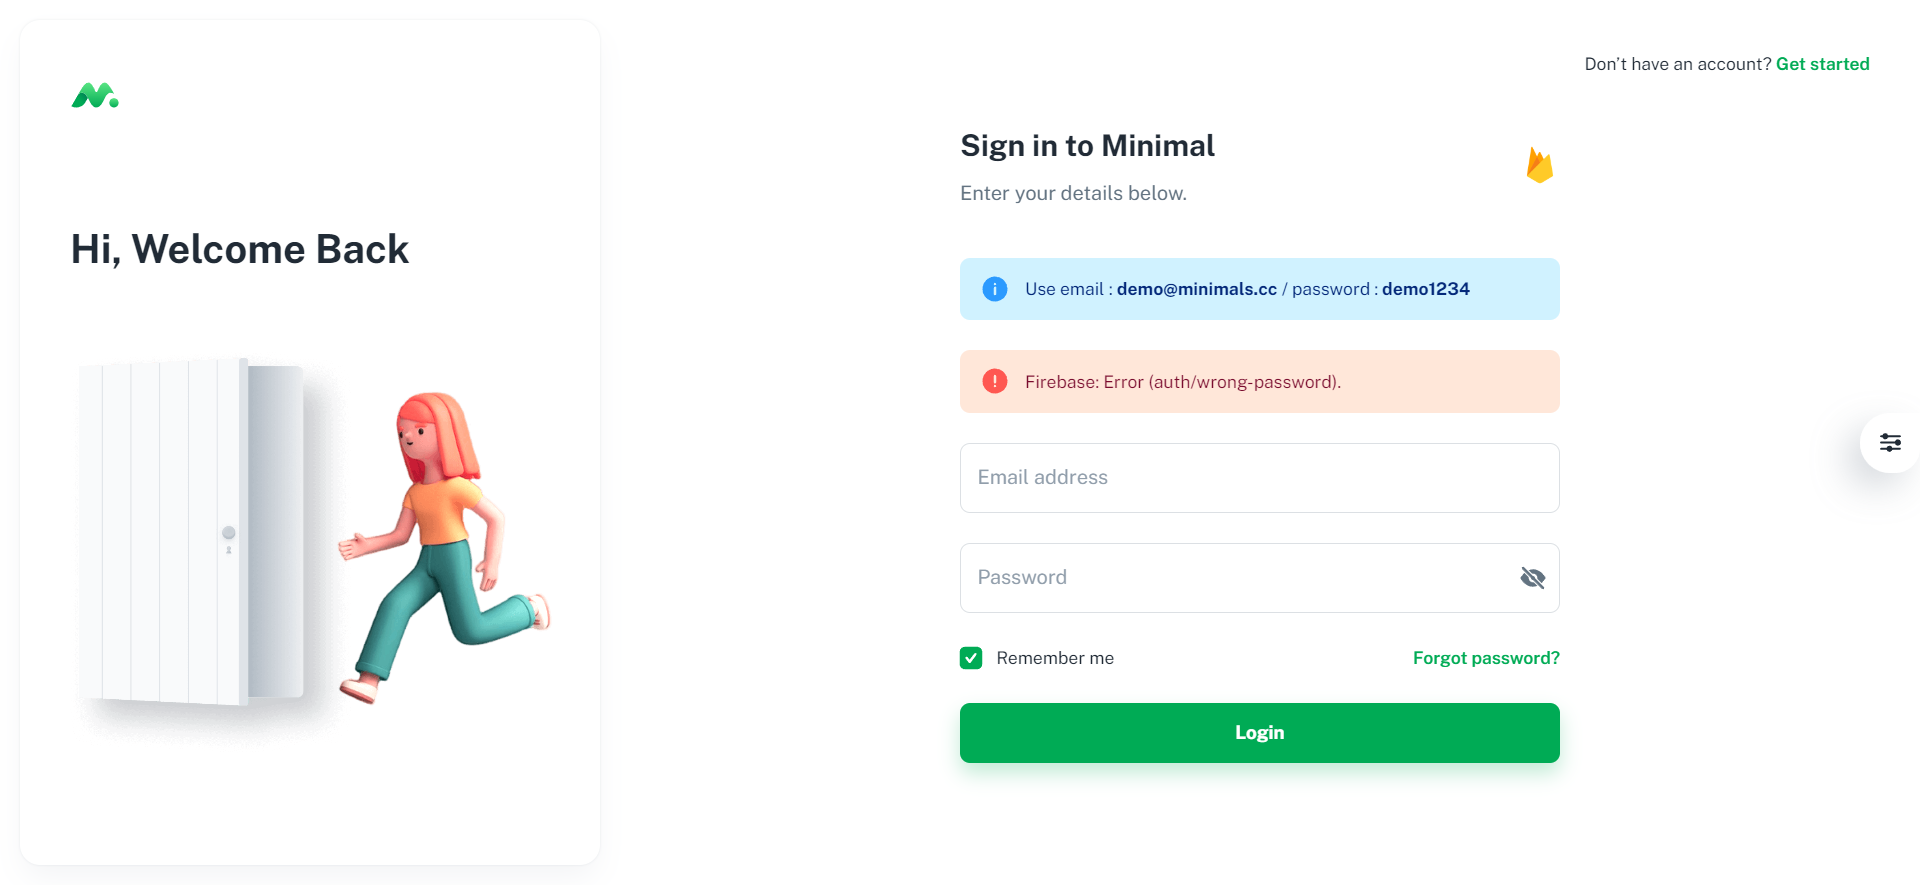 Don't have an account? Get started
Hi, Welcome Back
Sign in to Minimal
Enter your details below.
Use email : demo@minimals.cc / password : demo1234
Firebase: Error (auth/wrong-password).
Email address
Password
Remember me
Forgot password?
Login